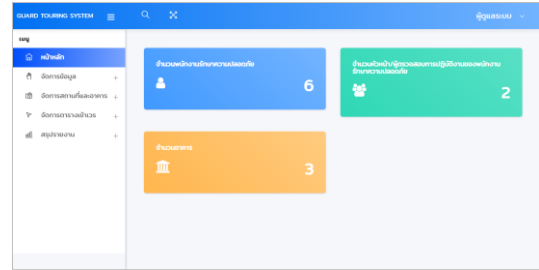 GUARD TOURING SYSTEM
ผู้ดูแลระบบ
เมนู
หน้าหลัก
จัดการข้อมูล +
จัดการสถานที่และอาคาร +
จัดการตารางเข้าเวร +
สรุปรายงาน +
จำนวนพนักงานรักษาความปลอดภัย
6
จำนวนหัวหน้า/ผู้ตรวจสอบการปฏิบัติงานของพนักงาน
รักษาความปลอดภัย
2
จำนวนอาคาร
3